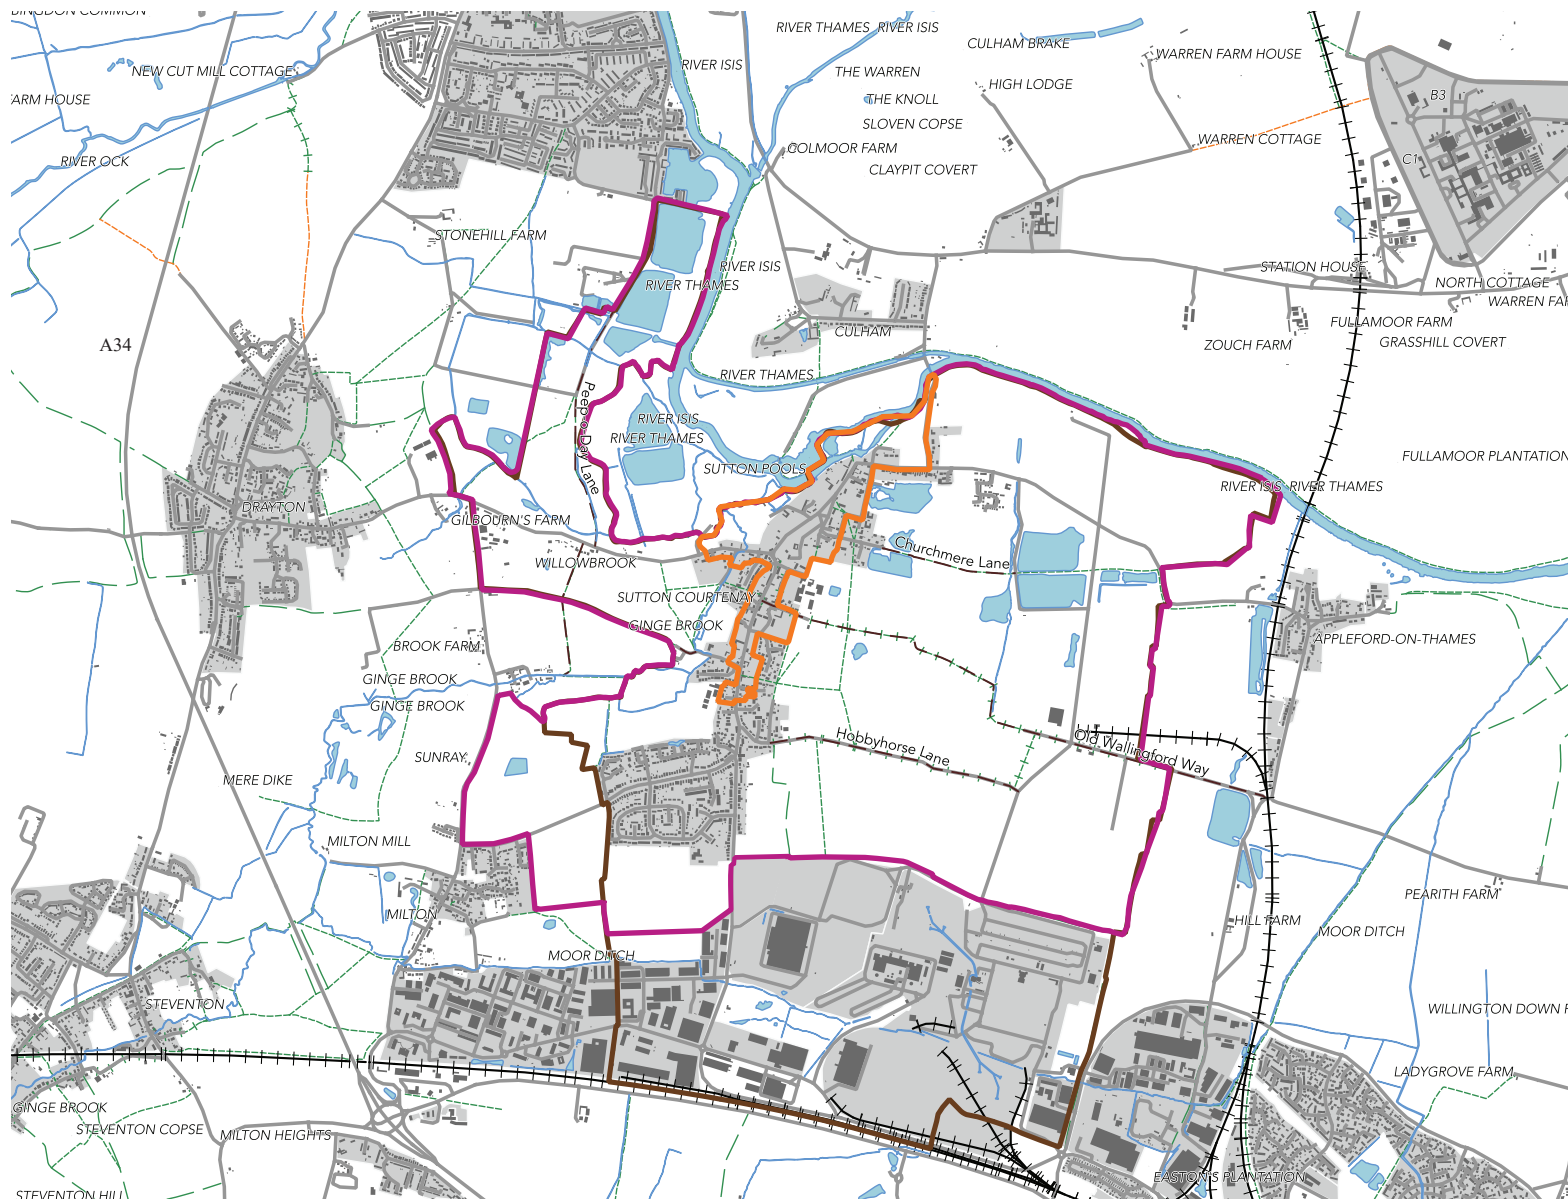 RIVER THAMES RIVER ISIS
CULHAM BRAKE
NEW CUT MILL COTTAGE
RIVER ISIS
THE WARREN
WARREN FARM HOUSE
HIGH LODGE
ARM HOUSE
THE KNOLL
B3
SLOVEN COPSE
WARREN COTTAGE
RIVER OCK
COLMOOR FARM
CLAYPIT COVERT
C1
STONEHILL FARM
RIVER ISIS
RIVER THAMES
STATION HOUSE
NORTH COTTAGE
WARREN FAR
A34
CULHAM
FULLAMOOR FARM
ZOUCH FARM
GRASSHILL COVERT
RIVER THAMES
Peep-o-Day Lane
RIVER ISIS
RIVER THAMES
SUTTON POOLS
FULLAMOOR PLANTATION
RIVER ISIS RIVER THAMES
DRAYTON
GILBOURN'S FARM
WILLOWBROOK
Churchmere Lane
SUTTON COURTENAY
GINGE BROOK
BROOK FARM
APPLEFORD-ON-THAMES
GINGE BROOK
GINGE BROOK
SUNRAY
Hobbyhorse Lane
Old Wallingford Way
MERE DIKE
MILTON MILL
PEARITH FARM
MILTON
HILL FARM
MOOR DITCH
MOOR DITCH
STEVENTON
WILLINGTON DOWN F
LADYGROVE FARM
GINGE BROOK
STEVENTON COPSE
MILTON HEIGHTS
EASTON'S PLANTATION
STEVENTON HILL